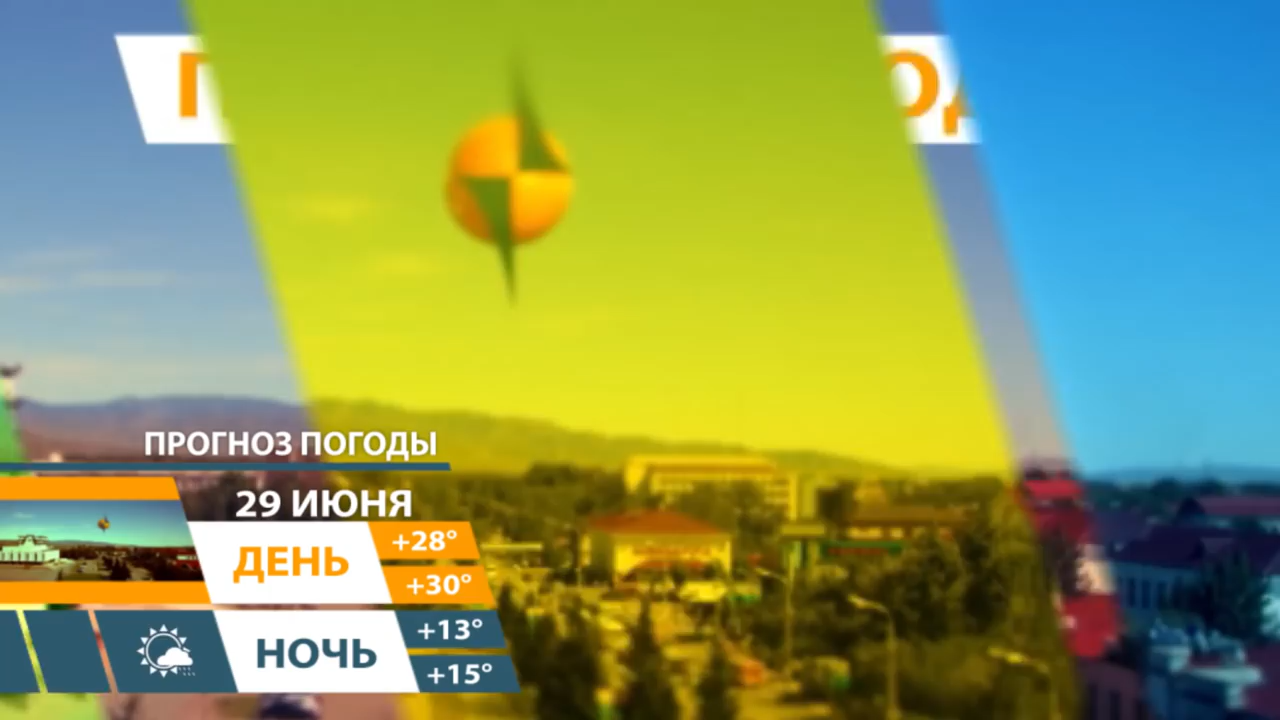 ПРОГНОЗ ПОГОДЫ
29 ИЮНЯ
ДЕНЬ
+28°
+30°
НОЧЬ
+13°
+15°